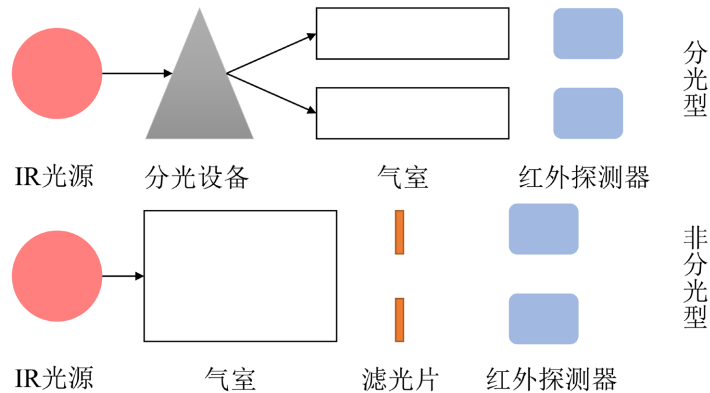 分光型
IR光源
分光设备
气室
红外探测器
非分光型
IR光源
气室
滤光片
红外探测器